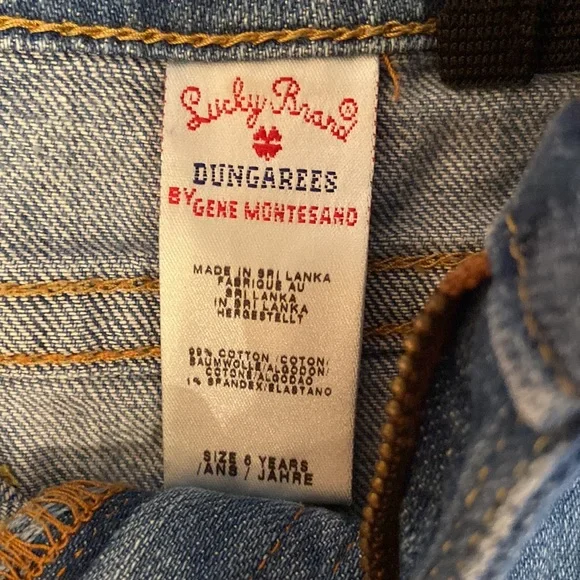 Lucky Brand®
DUNGAREES
BY GENE MONTESANO
MADE IN SRI LANKA
FABRIQUE AU
SRI LANKA
IN SRI LANKA
HERGESTELLT
99% COTTON/COTON/
BAUMWOLLE/ALGODON/
COTONE/ALGODAO
1% SPANDEX/ELASTANO
SIZE 6 YEARS
/ANS / JAHRE